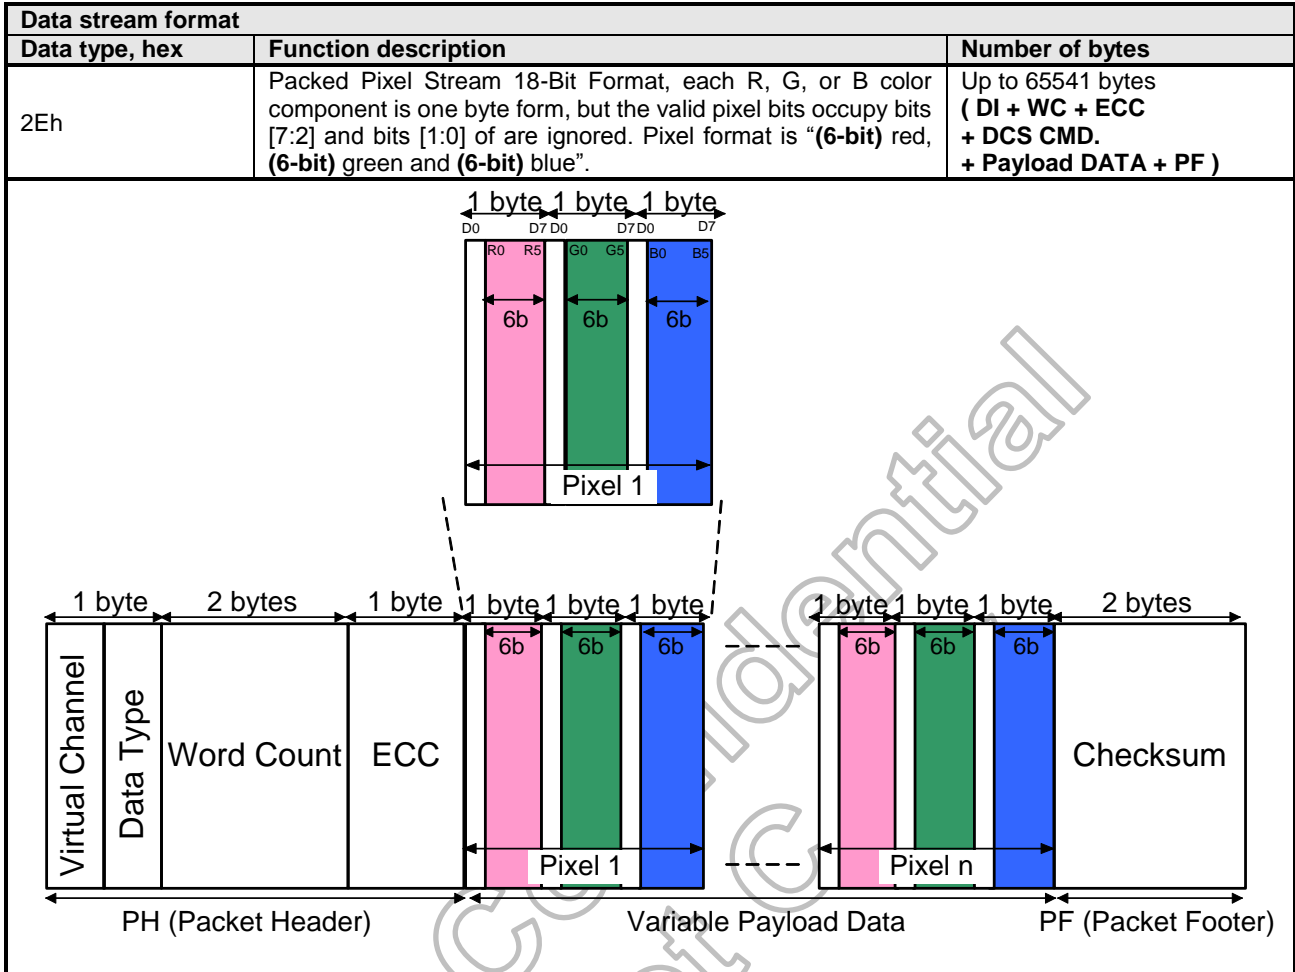 Data stream format
Data type, hex Function description Number of bytes
2Eh
Packed Pixel Stream 18-Bit Format, each R, G, or B color
component is one byte form, but the valid pixel bits occupy bits
[7:2] and bits [1:0] of are ignored. Pixel format is “(6-bit) red,
(6-bit) green and (6-bit) blue”.
Up to 65541 bytes
( DI + WC + ECC
+ DCS CMD.
+ Payload DATA + PF )
1 byte 1 byte 1 byte
D0 D7 D0 D7 D0 D7
R0 R5 G0 G5 B0 B5
6b 6b 6b
Pixel 1
1 byte 2 bytes 1 byte 1 byte 1 byte 1 byte 1 byte 1 byte 1 byte 2 bytes
6b 6b 6b 6b 6b 6b
Virtual Channel
Data Type
Word Count ECC Checksum
Pixel 1 Pixel n
PH (Packet Header) Variable Payload Data PF (Packet Footer)